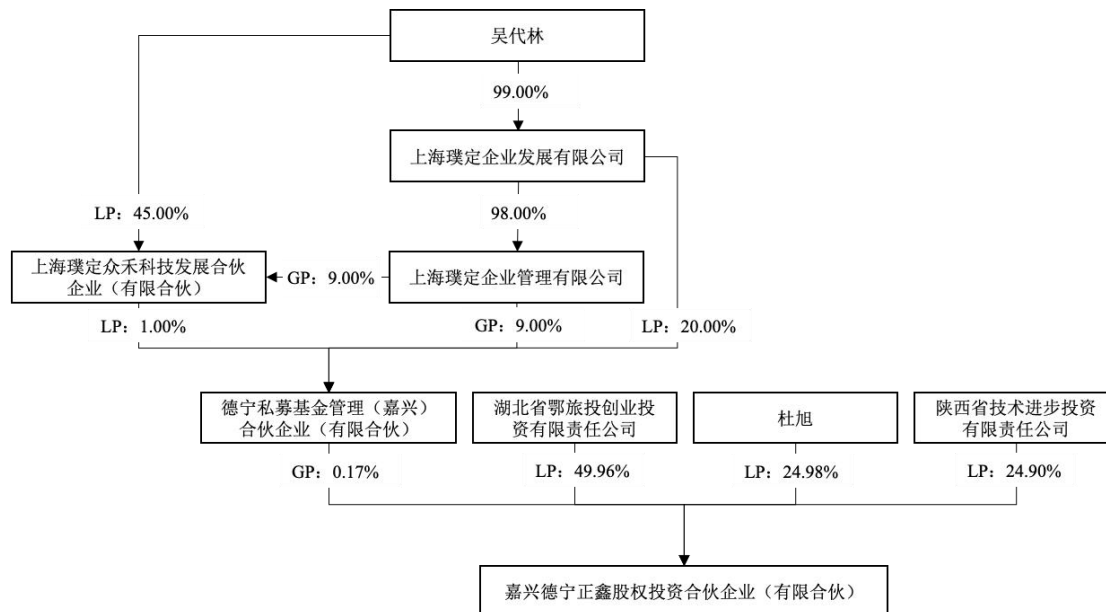 吴代林
99.00%
上海璞定企业发展有限公司
LP：45.00%
98.00%
上海璞定众禾科技发展合伙
企业（有限合伙）
GP：9.00%
上海璞定企业管理有限公司
LP：1.00%
GP：9.00%
LP：20.00%
德宁私募基金管理（嘉兴）
合伙企业（有限合伙）
湖北省鄂旅投创业投
资有限责任公司
杜旭
陕西省技术进步投资
有限责任公司
GP：0.17%
LP：49.96%
LP：24.98%
LP：24.90%
嘉兴德宁正鑫股权投资合伙企业（有限合伙）